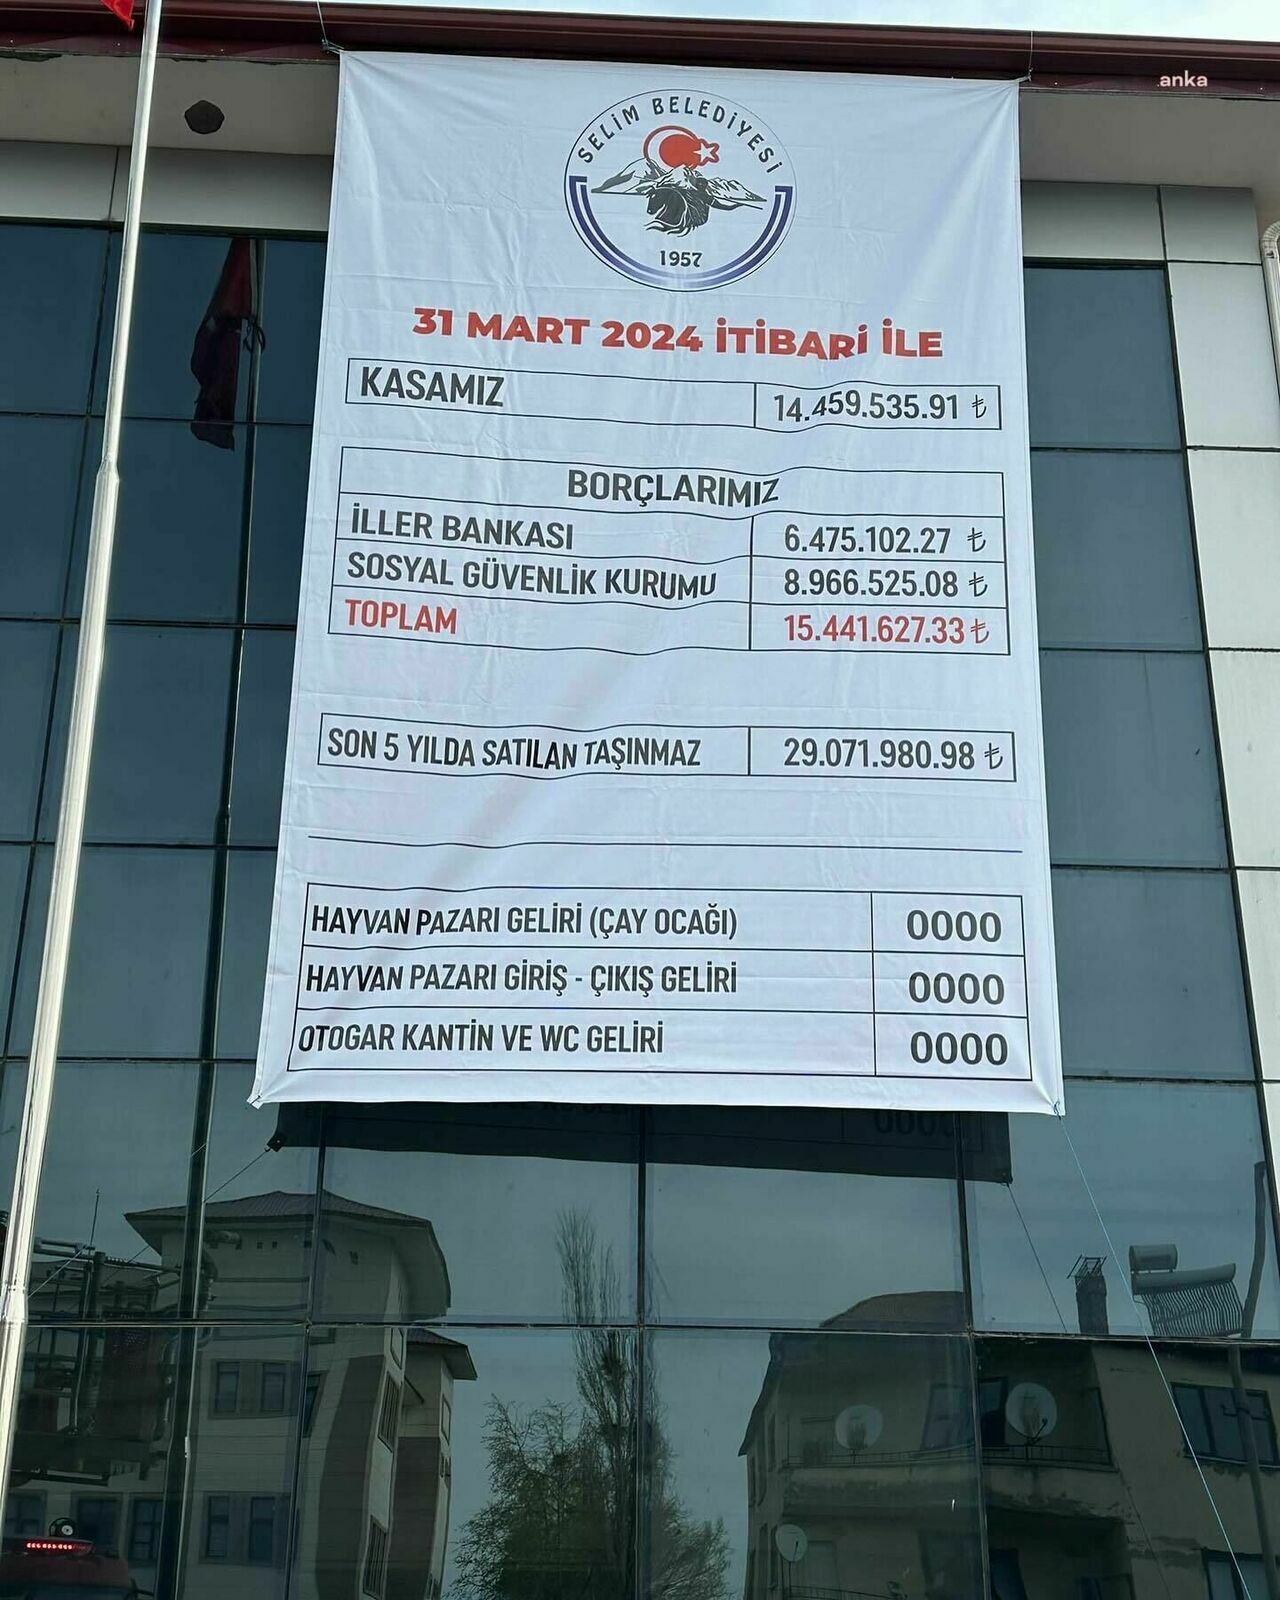 anka
SELİM BELEDİYESİ
1957
31 MART 2024 İTİBARİ İLE
KASAMIZ 14.459.535.91 ₺
BORÇLARIMIZ
İLLER BANKASI 6.475.102.27 ₺
SOSYAL GÜVENLİK KURUMU 8.966.525.08 ₺
TOPLAM 15.441.627.33 ₺
SON 5 YILDA SATILAN TAŞINMAZ 29.071.980.98 ₺
HAYVAN PAZARI GELİRİ (ÇAY OCAĞI) 0000
HAYVAN PAZARI GİRİŞ - ÇIKIŞ GELİRİ 0000
OTOGAR KANTİN VE WC GELİRİ 0000